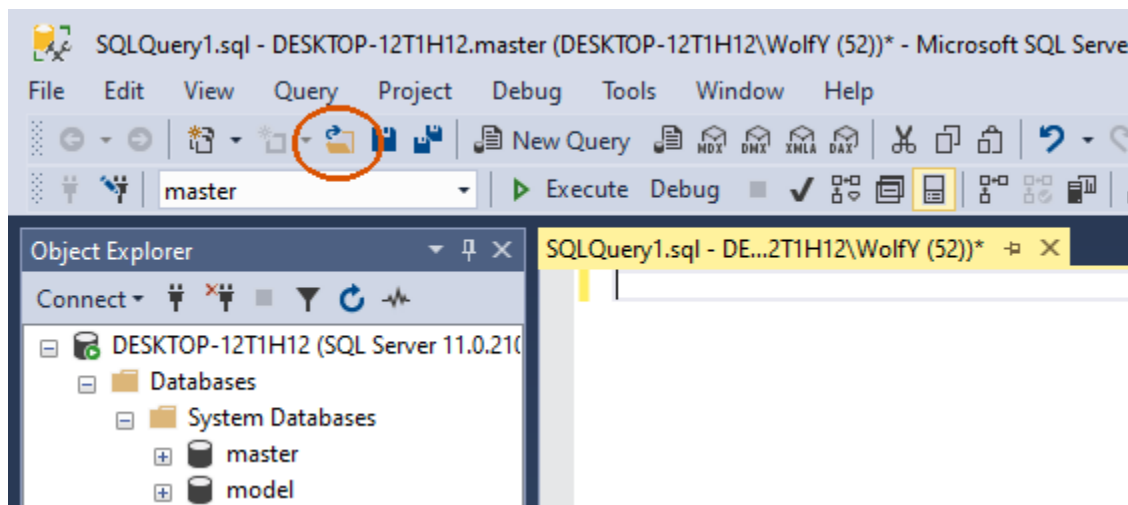 SQLQuery1.sql - DESKTOP-12T1H12.master (DESKTOP-12T1H12\WolfY (52))* - Microsoft SQL Serve
File Edit View Query Project Debug Tools Window Help
New Query MDX DMX XMLA DAX
master Execute Debug
Object Explorer
SQLQuery1.sql - DE...2T1H12\WolfY (52))*
Connect
DESKTOP-12T1H12 (SQL Server 11.0.210
Databases
System Databases
master
model